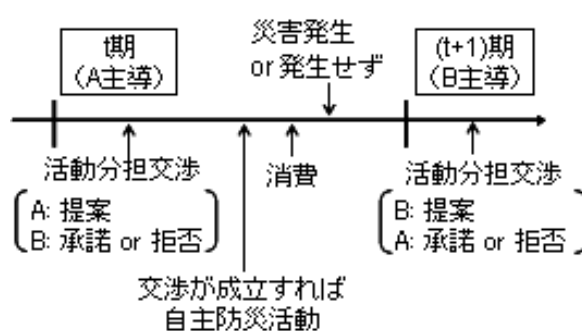 t期
（A主導）
災害発生
or 発生せず
(t+1)期
（B主導）
活動分担交渉
A: 提案
B: 承諾 or 拒否
消費
活動分担交渉
B: 提案
A: 承諾 or 拒否
交渉が成立すれば
自主防災活動